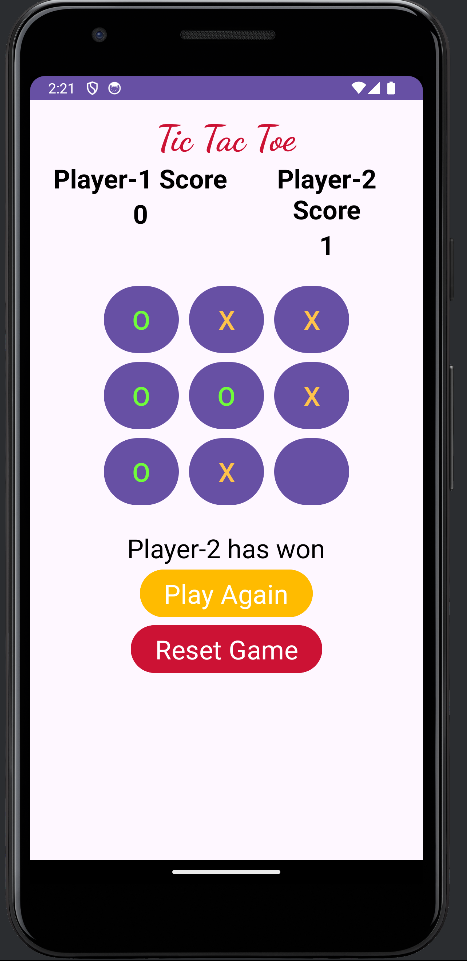 2:21
Tic Tac Toe
Player-1 Score
0
Player-2
Score
1
O X X
O O X
O X
Player-2 has won
Play Again
Reset Game